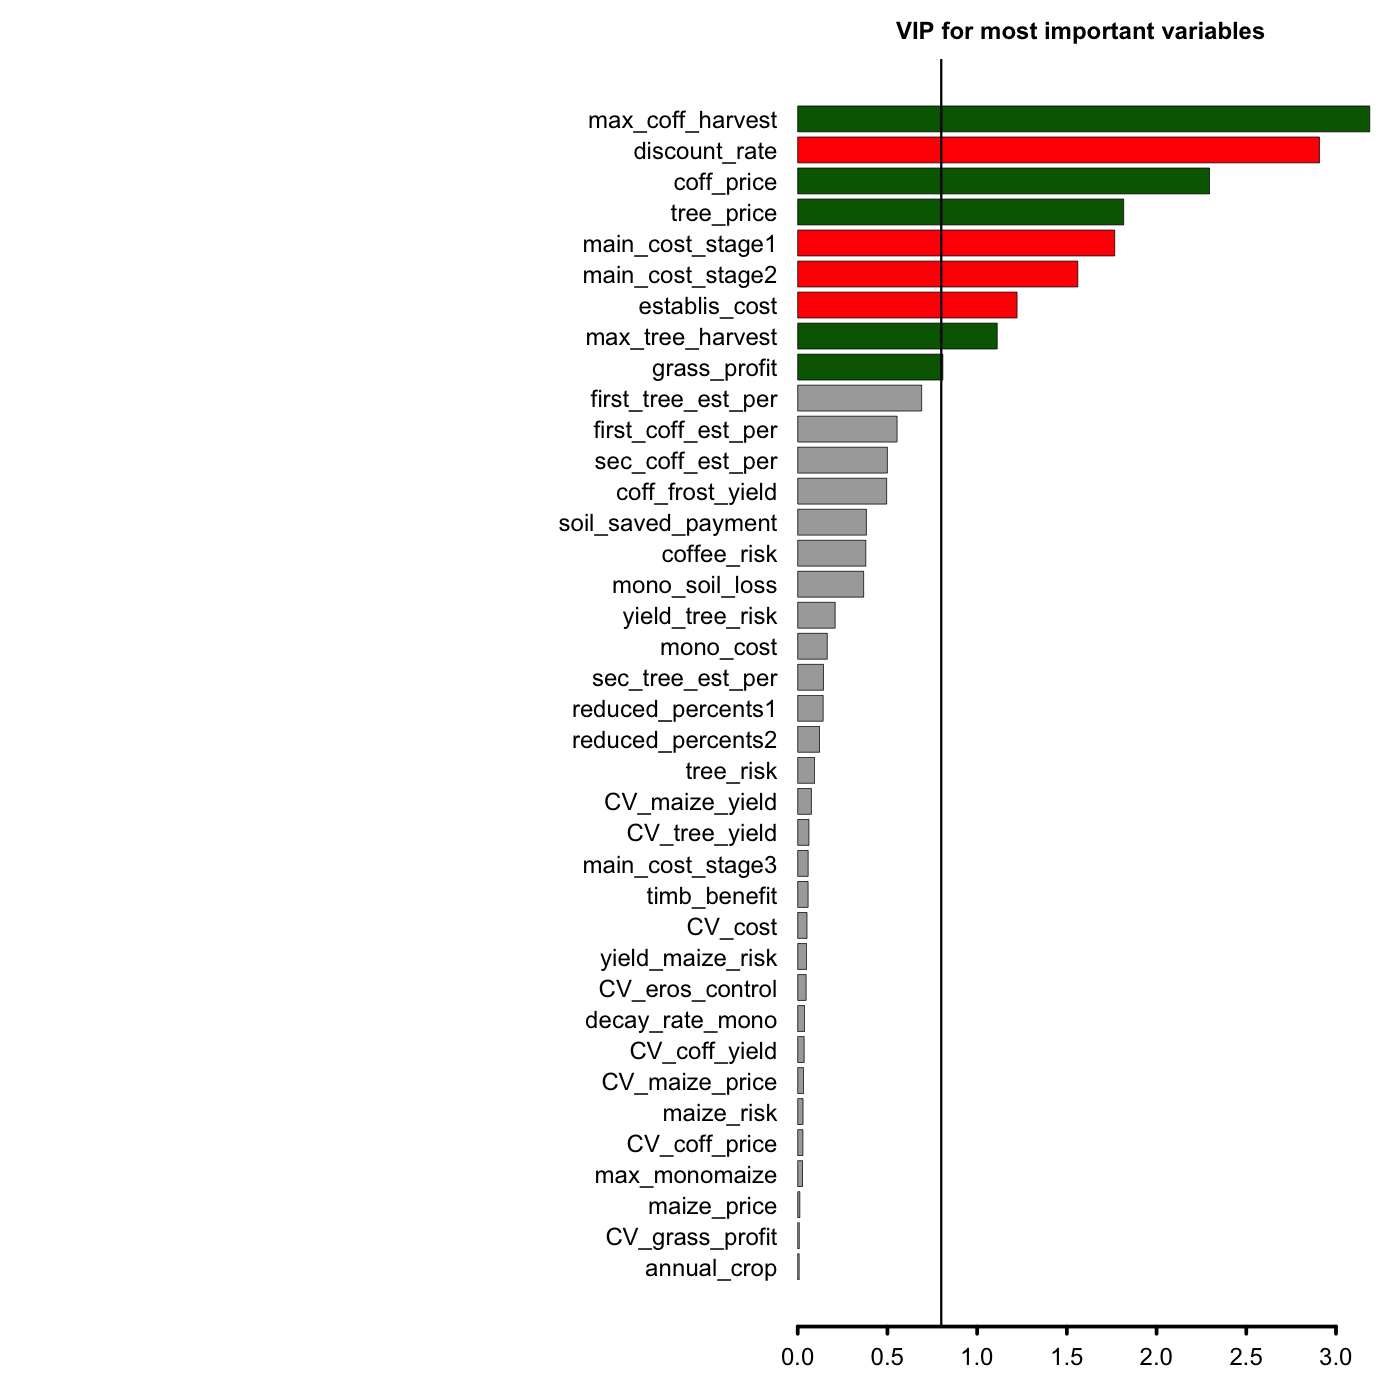 VIP for most important variables
max_coff_harvest
discount_rate
coff_price
tree_price
main_cost_stage1
main_cost_stage2
establis_cost
max_tree_harvest
grass_profit
first_tree_est_per
first_coff_est_per
sec_coff_est_per
coff_frost_yield
soil_saved_payment
coffee_risk
mono_soil_loss
yield_tree_risk
mono_cost
sec_tree_est_per
reduced_percents1
reduced_percents2
tree_risk
CV_maize_yield
CV_tree_yield
main_cost_stage3
timb_benefit
CV_cost
yield_maize_risk
CV_eros_control
decay_rate_mono
CV_coff_yield
CV_maize_price
maize_risk
CV_coff_price
max_monomaize
maize_price
CV_grass_profit
annual_crop
0.0 0.5 1.0 1.5 2.0 2.5 3.0